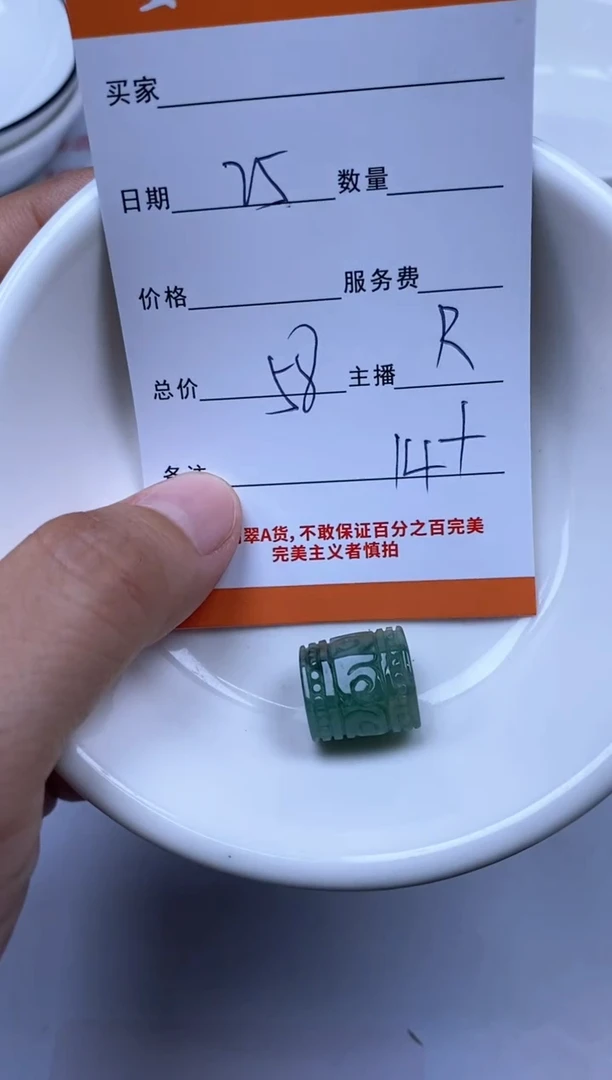 买家
日期 25 数量
价格 服务费
总价 58 主播 R
14+
翠A货,不敢保证百分之百完美
完美主义者慎拍